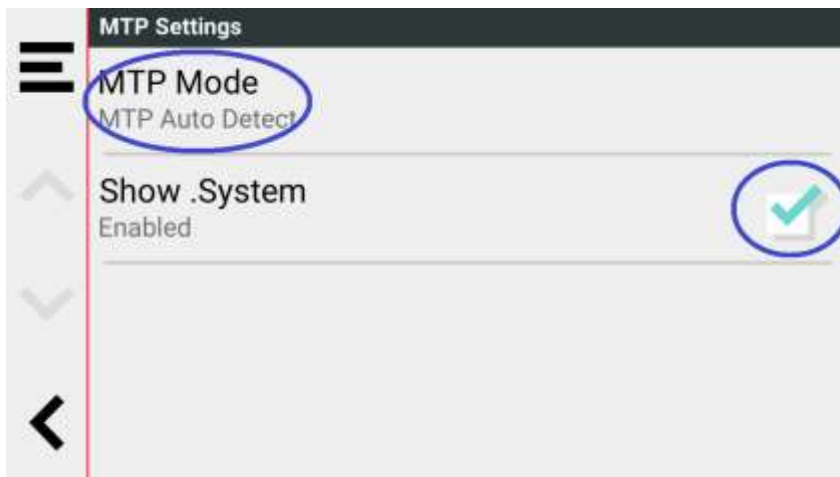 MTP Settings
MTP Mode
MTP Auto Detect
Show .System
Enabled